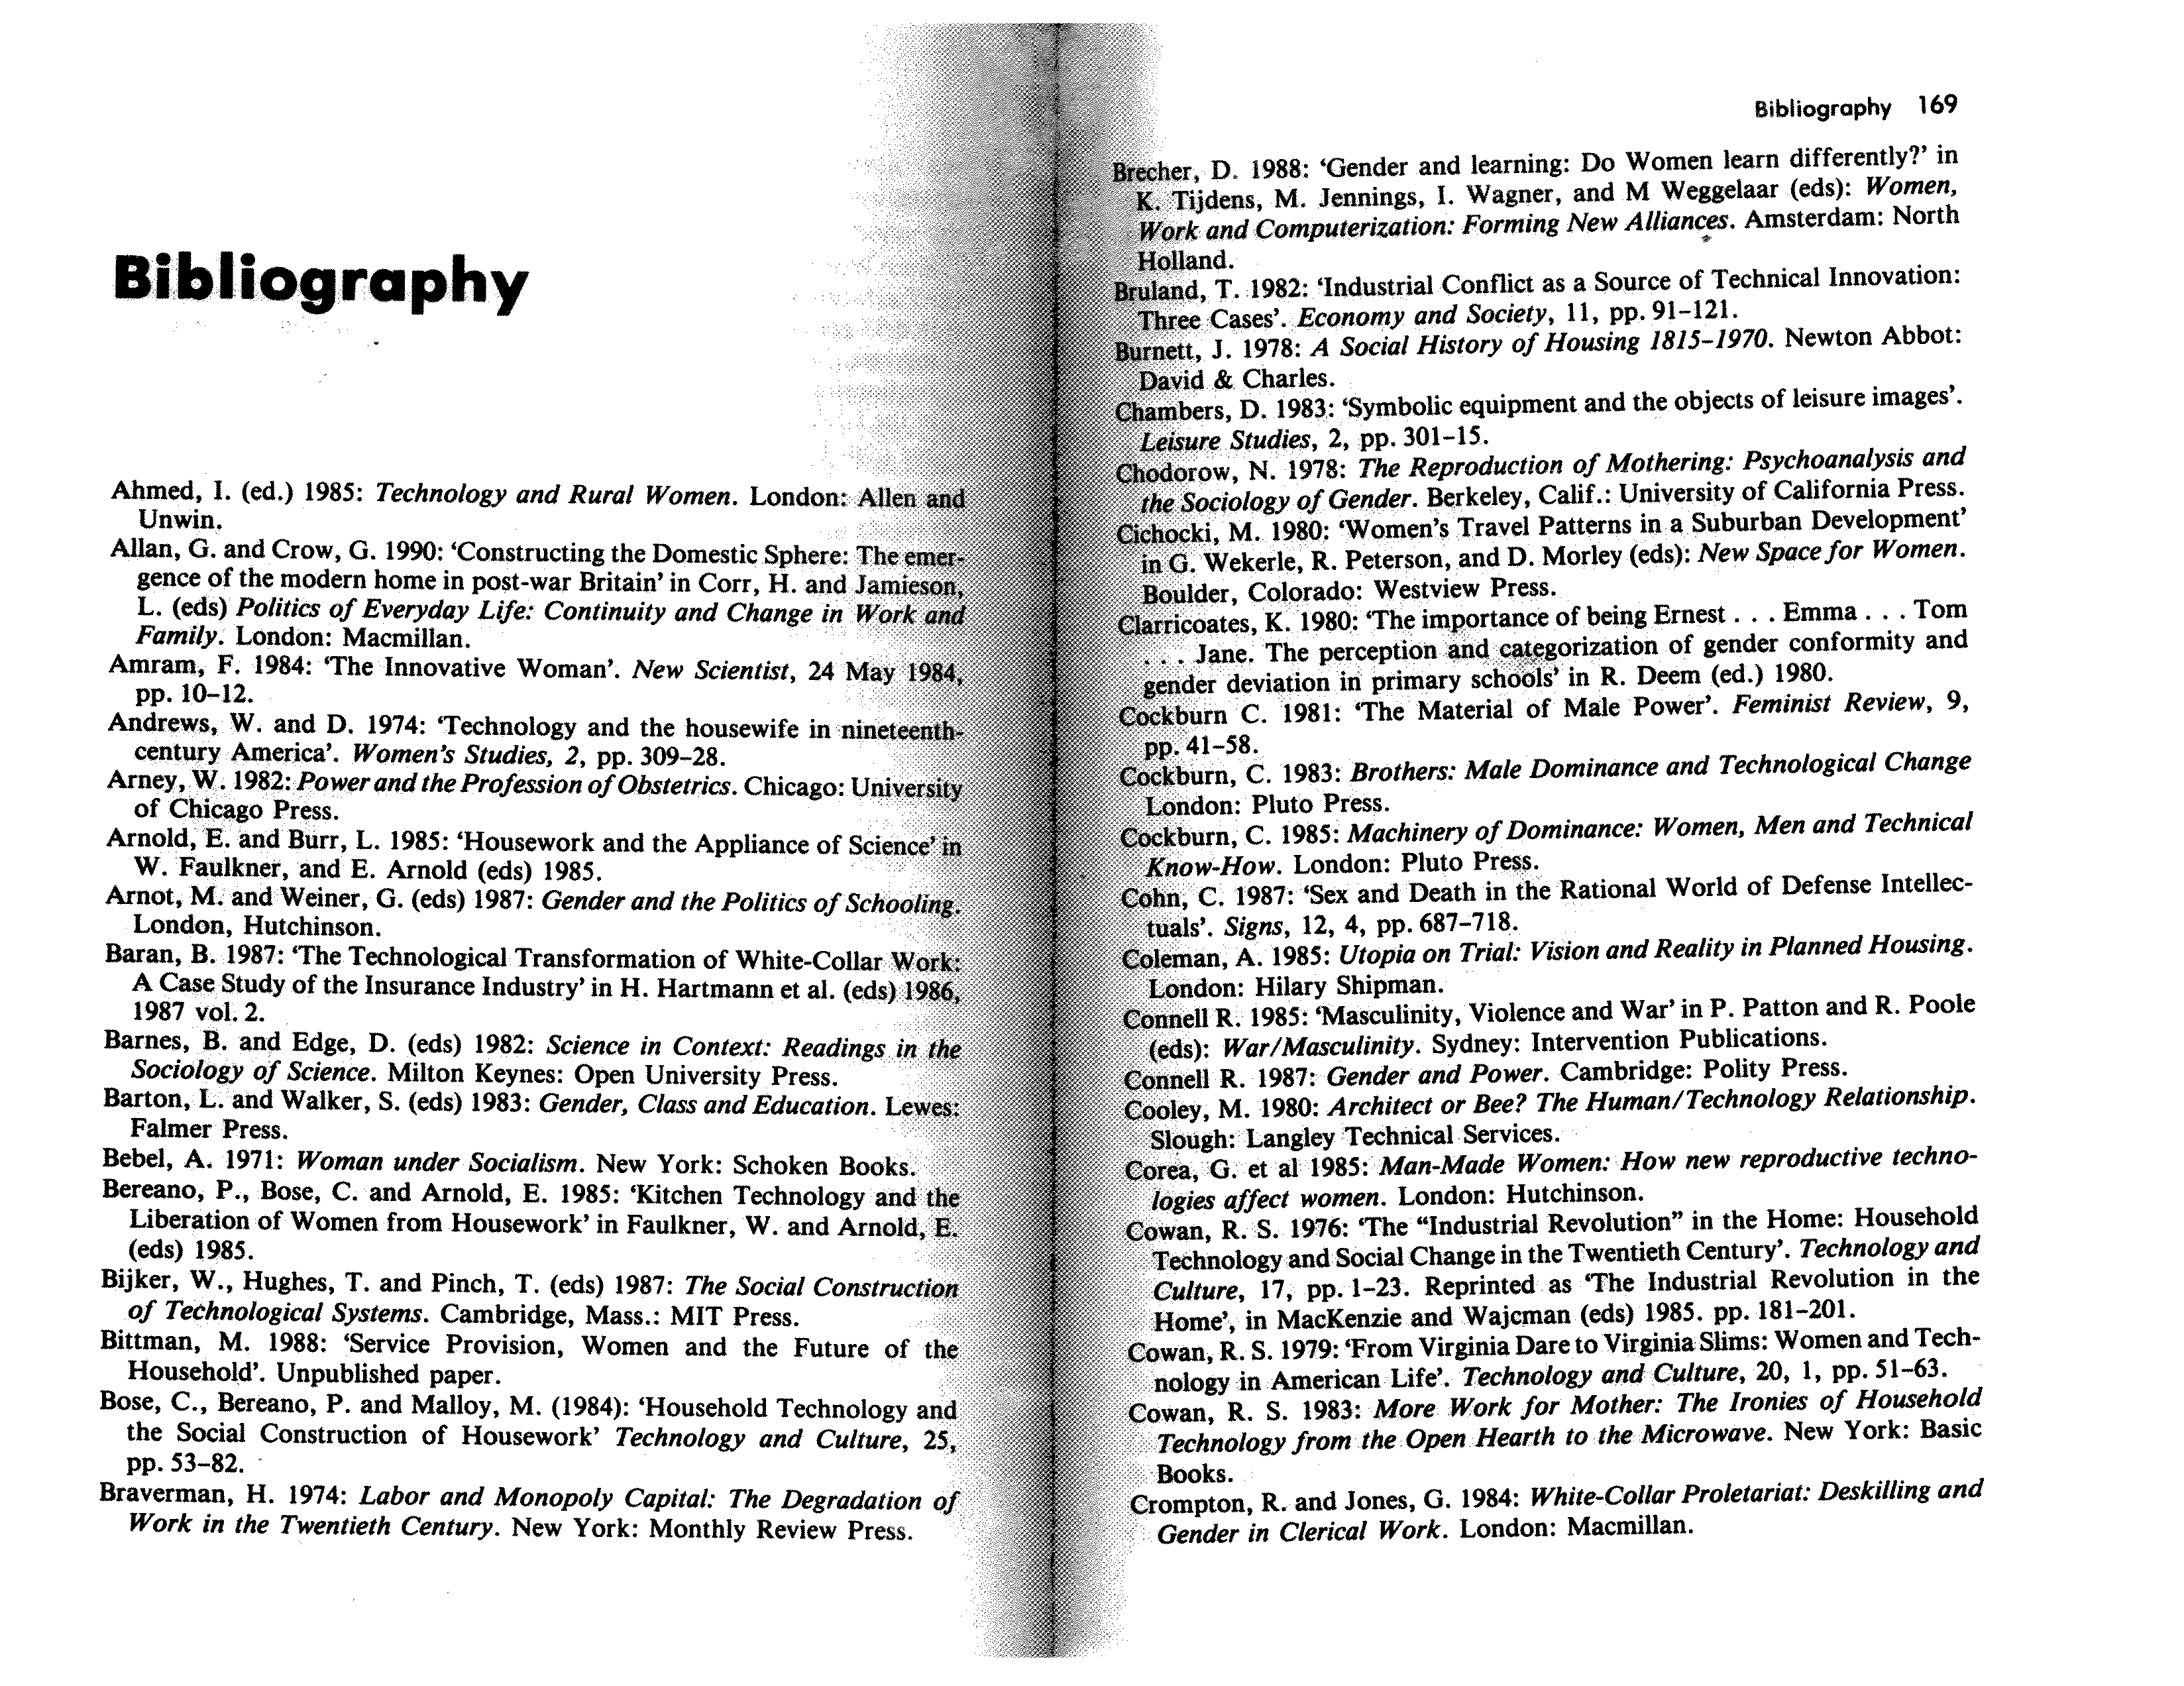 Bibliography
Ahmed, I. (ed.) 1985: Technology and Rural Women. London: Allen and
Unwin.
Allan, G. and Crow, G. 1990: ‘Constructing the Domestic Sphere: The emer-
gence of the modern home in post-war Britain’ in Corr, H. and Jamieson,
L. (eds) Politics of Everyday Life: Continuity and Change in Work and
Family. London: Macmillan.
Amram, F. 1984: ‘The Innovative Woman’. New Scientist, 24 May 1984,
pp. 10–12.
Andrews, W. and D. 1974: ‘Technology and the housewife in nineteenth-
century America’. Women’s Studies, 2, pp. 309–28.
Arney, W. 1982: Power and the Profession of Obstetrics. Chicago: University
of Chicago Press.
Arnold, E. and Burr, L. 1985: ‘Housework and the Appliance of Science’ in
W. Faulkner, and E. Arnold (eds) 1985.
Arnot, M. and Weiner, G. (eds) 1987: Gender and the Politics of Schooling.
London, Hutchinson.
Baran, B. 1987: ‘The Technological Transformation of White-Collar Work:
A Case Study of the Insurance Industry’ in H. Hartmann et al. (eds) 1986,
1987 vol. 2.
Barnes, B. and Edge, D. (eds) 1982: Science in Context: Readings in the
Sociology of Science. Milton Keynes: Open University Press.
Barton, L. and Walker, S. (eds) 1983: Gender, Class and Education. Lewes:
Falmer Press.
Bebel, A. 1971: Woman under Socialism. New York: Schoken Books.
Bereano, P., Bose, C. and Arnold, E. 1985: ‘Kitchen Technology and the
Liberation of Women from Housework’ in Faulkner, W. and Arnold, E.
(eds) 1985.
Bijker, W., Hughes, T. and Pinch, T. (eds) 1987: The Social Construction
of Technological Systems. Cambridge, Mass.: MIT Press.
Bittman, M. 1988: ‘Service Provision, Women and the Future of the
Household’. Unpublished paper.
Bose, C., Bereano, P. and Malloy, M. (1984): ‘Household Technology and
the Social Construction of Housework’ Technology and Culture, 25,
pp. 53–82.
Braverman, H. 1974: Labor and Monopoly Capital: The Degradation of
Work in the Twentieth Century. New York: Monthly Review Press.
Bibliography 169
Brecher, D. 1988: ‘Gender and learning: Do Women learn differently?’ in
K. Tijdens, M. Jennings, I. Wagner, and M Weggelaar (eds): Women,
Work and Computerization: Forming New Alliances. Amsterdam: North
Holland.
Bruland, T. 1982: ‘Industrial Conflict as a Source of Technical Innovation:
Three Cases’. Economy and Society, 11, pp. 91–121.
Burnett, J. 1978: A Social History of Housing 1815–1970. Newton Abbot:
David & Charles.
Chambers, D. 1983: ‘Symbolic equipment and the objects of leisure images’.
Leisure Studies, 2, pp. 301–15.
Chodorow, N. 1978: The Reproduction of Mothering: Psychoanalysis and
the Sociology of Gender. Berkeley, Calif.: University of California Press.
Cichocki, M. 1980: ‘Women’s Travel Patterns in a Suburban Development’
in G. Wekerle, R. Peterson, and D. Morley (eds): New Space for Women.
Boulder, Colorado: Westview Press.
Clarricoates, K. 1980: ‘The importance of being Ernest . . . Emma . . . Tom
. . . Jane. The perception and categorization of gender conformity and
gender deviation in primary schools’ in R. Deem (ed.) 1980.
Cockburn C. 1981: ‘The Material of Male Power’. Feminist Review, 9,
pp. 41–58.
Cockburn, C. 1983: Brothers: Male Dominance and Technological Change
London: Pluto Press.
Cockburn, C. 1985: Machinery of Dominance: Women, Men and Technical
Know-How. London: Pluto Press.
Cohn, C. 1987: ‘Sex and Death in the Rational World of Defense Intellec-
tuals’. Signs, 12, 4, pp. 687–718.
Coleman, A. 1985: Utopia on Trial: Vision and Reality in Planned Housing.
London: Hilary Shipman.
Connell R. 1985: ‘Masculinity, Violence and War’ in P. Patton and R. Poole
(eds): War/Masculinity. Sydney: Intervention Publications.
Connell R. 1987: Gender and Power. Cambridge: Polity Press.
Cooley, M. 1980: Architect or Bee? The Human/Technology Relationship.
Slough: Langley Technical Services.
Corea, G. et al 1985: Man-Made Women: How new reproductive techno-
logies affect women. London: Hutchinson.
Cowan, R. S. 1976: ‘The “Industrial Revolution” in the Home: Household
Technology and Social Change in the Twentieth Century’. Technology and
Culture, 17, pp. 1–23. Reprinted as ‘The Industrial Revolution in the
Home’, in MacKenzie and Wajcman (eds) 1985. pp. 181–201.
Cowan, R. S. 1979: ‘From Virginia Dare to Virginia Slims: Women and Tech-
nology in American Life’. Technology and Culture, 20, 1, pp. 51–63.
Cowan, R. S. 1983: More Work for Mother: The Ironies of Household
Technology from the Open Hearth to the Microwave. New York: Basic
Books.
Crompton, R. and Jones, G. 1984: White-Collar Proletariat: Deskilling and
Gender in Clerical Work. London: Macmillan.